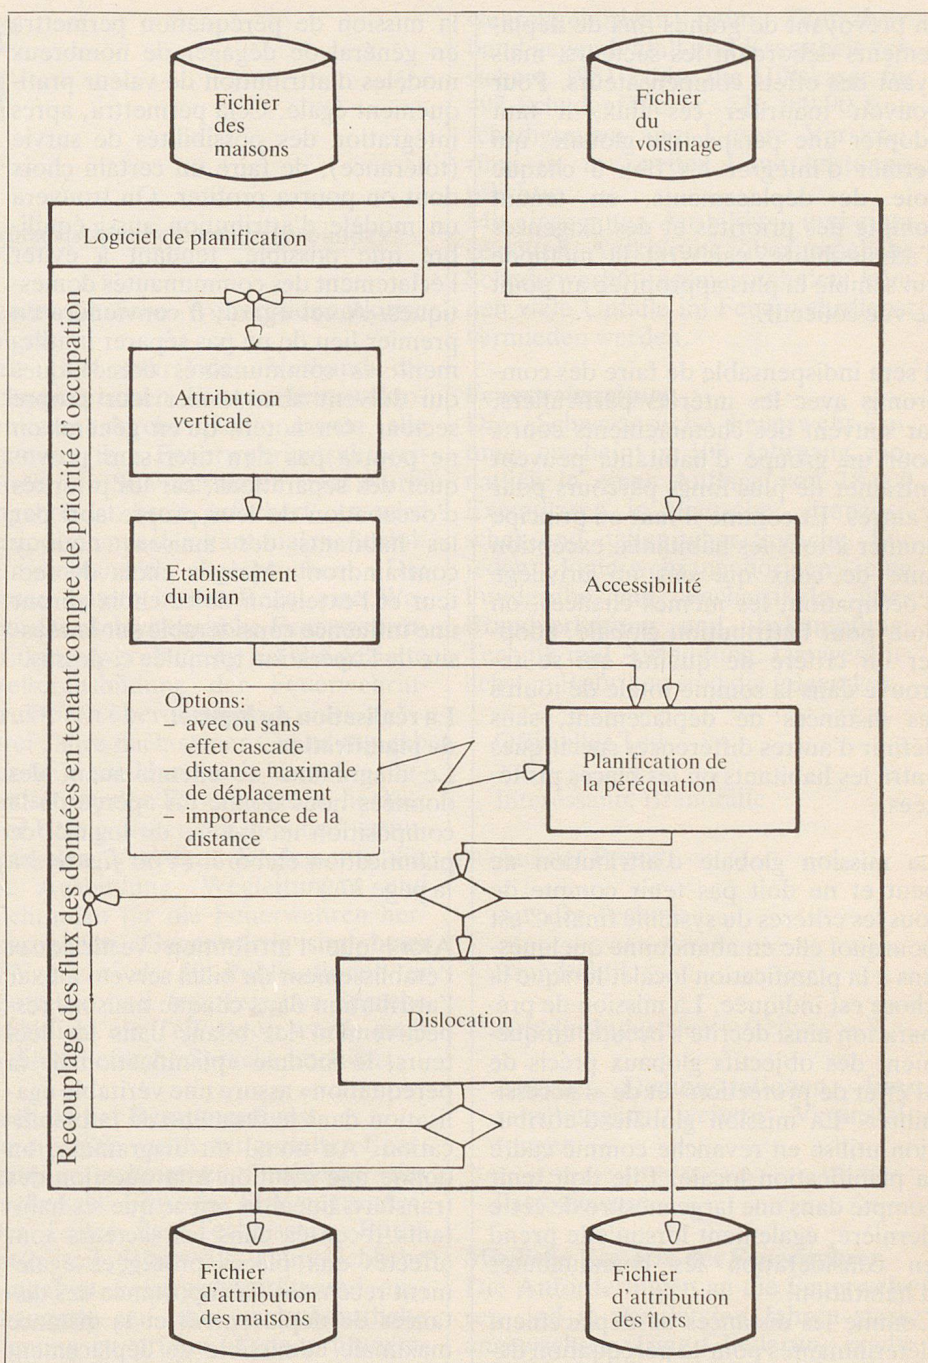 Fichier
des
maisons
Fichier
du
voisinage
Logiciel de planification
Recouplage des flux des données en tenant compte de priorité d'occupation
Attribution
verticale
Etablissement
du bilan
Accessibilité
Options:
– avec ou sans
effet cascade
– distance maximale
de déplacement
– importance de la
distance
Planification de
la péréquation
Dislocation
Fichier
d'attribution
des maisons
Fichier
d'attribution
des îlots